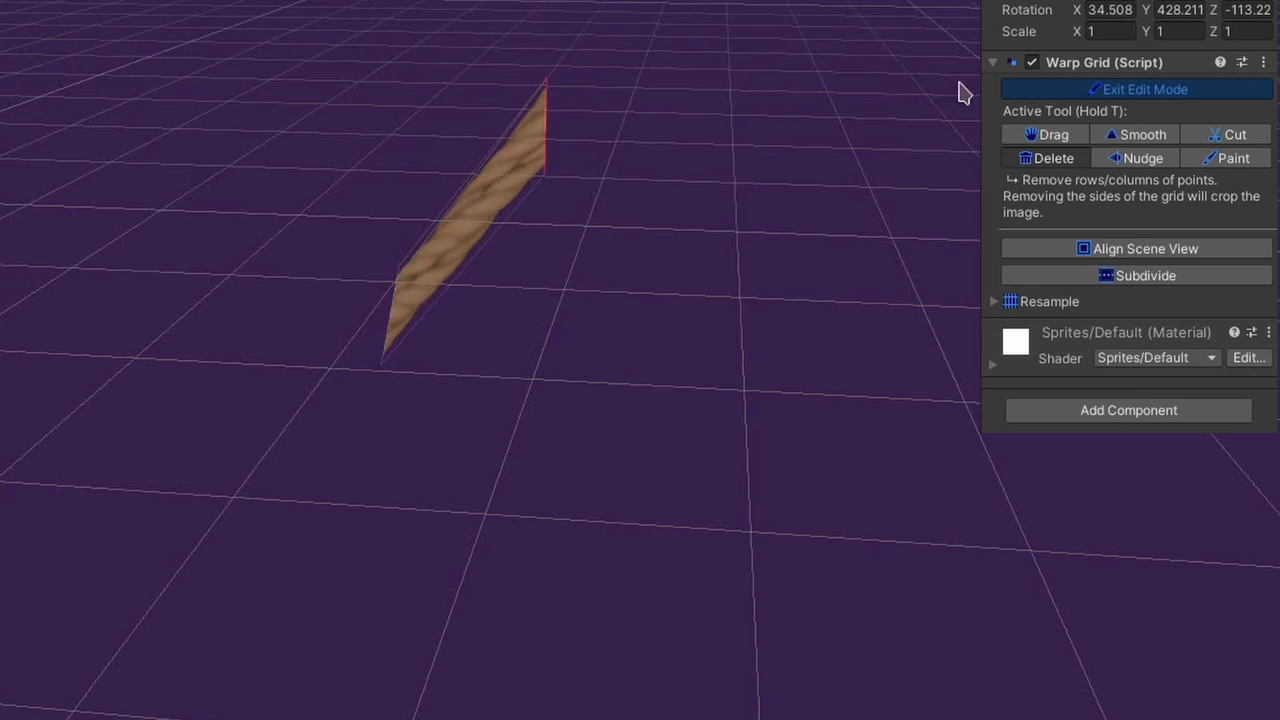 Rotation X 34.508 Y 428.211 Z -113.22
Scale X 1 Y 1 Z 1
Warp Grid (Script)
Exit Edit Mode
Active Tool (Hold T):
Drag Smooth Cut
Delete Nudge Paint
↳ Remove rows/columns of points.
Removing the sides of the grid will crop the
image.
Align Scene View
Subdivide
Resample
Sprites/Default (Material)
Shader Sprites/Default Edit...
Add Component